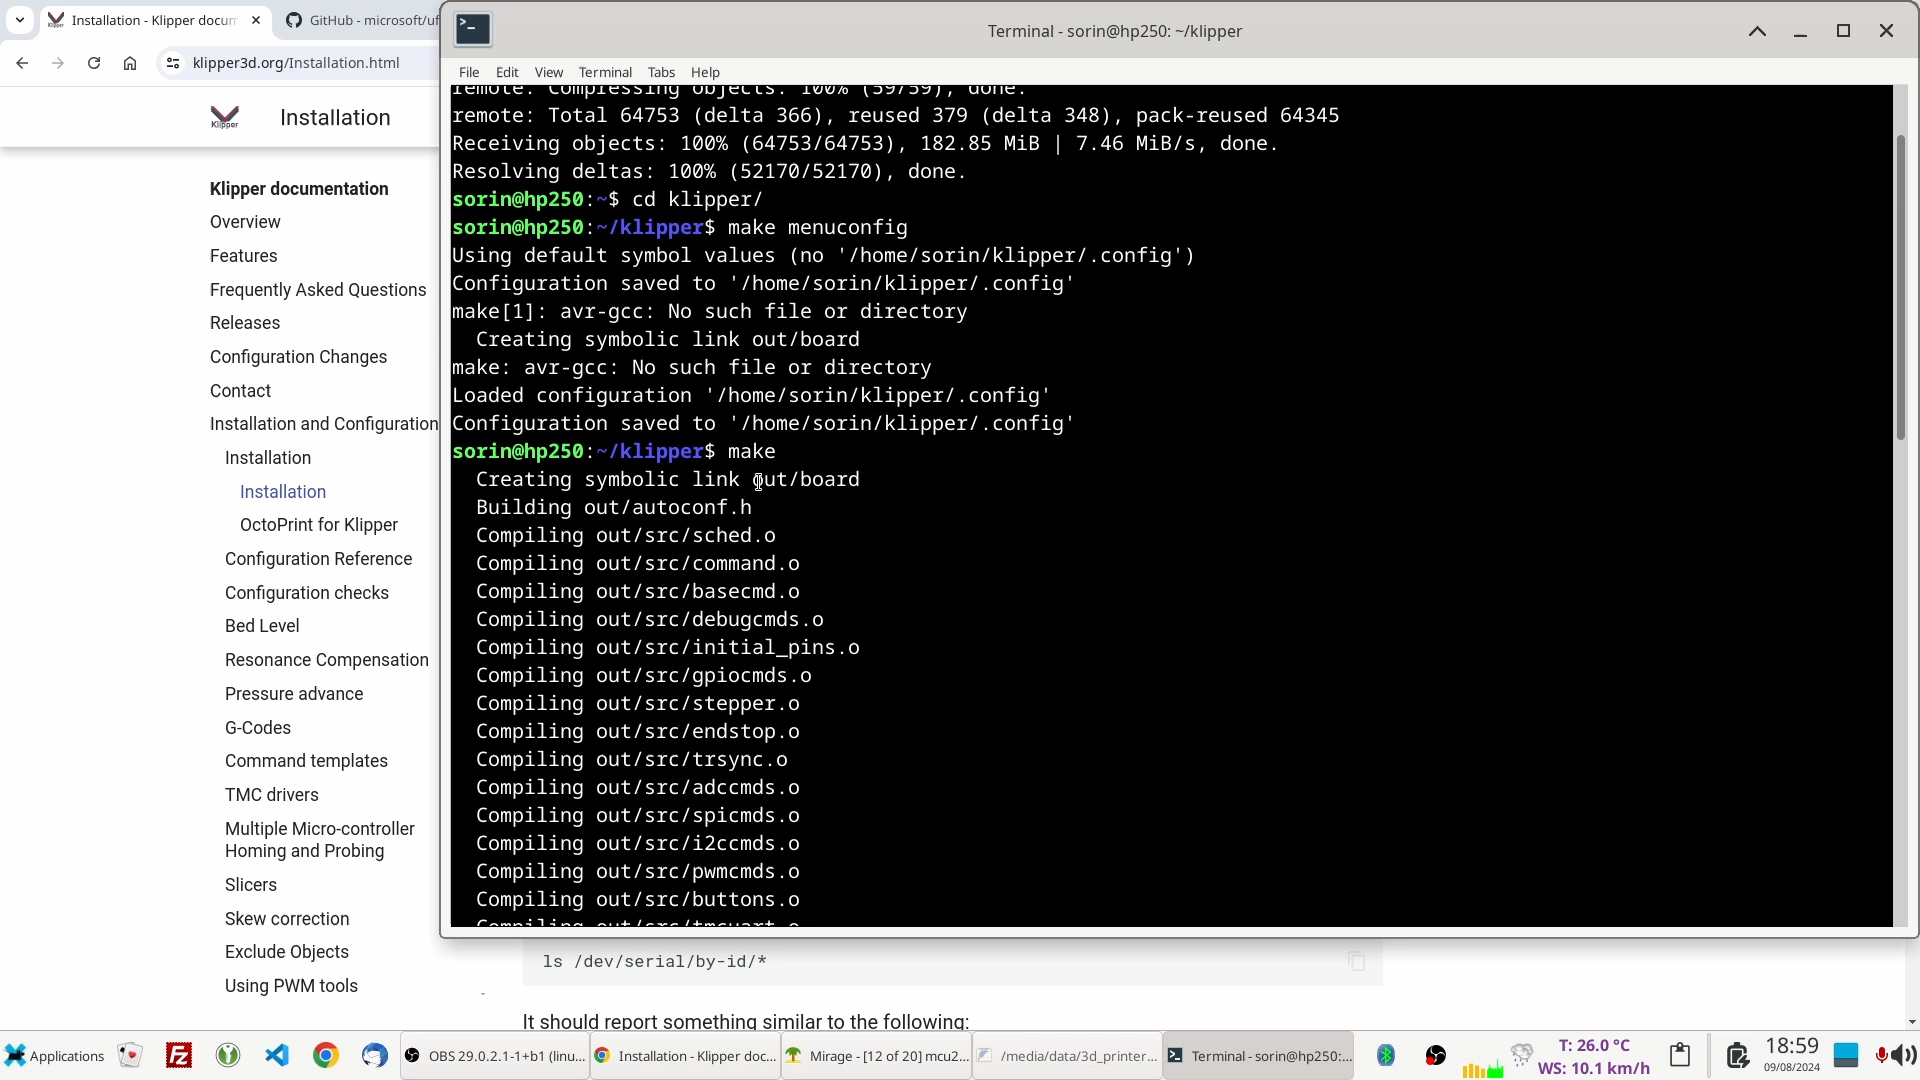 Installation - Klipper docum
GitHub - microsoft/uf
klipper3d.org/Installation.html
Klipper
Installation
Klipper documentation
Overview
Features
Frequently Asked Questions
Releases
Configuration Changes
Contact
Installation and Configuration
Installation
Installation
OctoPrint for Klipper
Configuration Reference
Configuration checks
Bed Level
Resonance Compensation
Pressure advance
G-Codes
Command templates
TMC drivers
Multiple Micro-controller
Homing and Probing
Slicers
Skew correction
Exclude Objects
Using PWM tools
Terminal - sorin@hp250: ~/klipper
File Edit View Terminal Tabs Help
remote: Compressing objects: 100% (59/59), done.
remote: Total 64753 (delta 366), reused 379 (delta 348), pack-reused 64345
Receiving objects: 100% (64753/64753), 182.85 MiB | 7.46 MiB/s, done.
Resolving deltas: 100% (52170/52170), done.
sorin@hp250:~$ cd klipper/
sorin@hp250:~/klipper$ make menuconfig
Using default symbol values (no '/home/sorin/klipper/.config')
Configuration saved to '/home/sorin/klipper/.config'
make[1]: avr-gcc: No such file or directory
Creating symbolic link out/board
make: avr-gcc: No such file or directory
Loaded configuration '/home/sorin/klipper/.config'
Configuration saved to '/home/sorin/klipper/.config'
sorin@hp250:~/klipper$ make
Creating symbolic link out/board
Building out/autoconf.h
Compiling out/src/sched.o
Compiling out/src/command.o
Compiling out/src/basecmd.o
Compiling out/src/debugcmds.o
Compiling out/src/initial_pins.o
Compiling out/src/gpiocmds.o
Compiling out/src/stepper.o
Compiling out/src/endstop.o
Compiling out/src/trsync.o
Compiling out/src/adccmds.o
Compiling out/src/spicmds.o
Compiling out/src/i2ccmds.o
Compiling out/src/pwmcmds.o
Compiling out/src/buttons.o
Compiling out/src/tmcuart.o
ls /dev/serial/by-id/*
It should report something similar to the following:
Applications
OBS 29.0.2.1-1+b1 (linu...
Installation - Klipper doc...
Mirage - [12 of 20] mcu2...
/media/data/3d_printer...
Terminal - sorin@hp250:...
T: 26.0 °C
WS: 10.1 km/h
18:59
09/08/2024